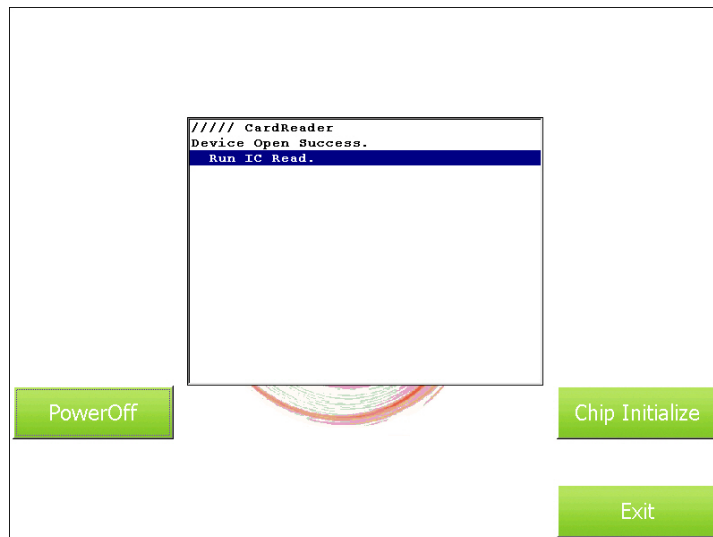 ///// CardReader
Device Open Success.
Run IC Read.
PowerOff
Chip Initialize
Exit